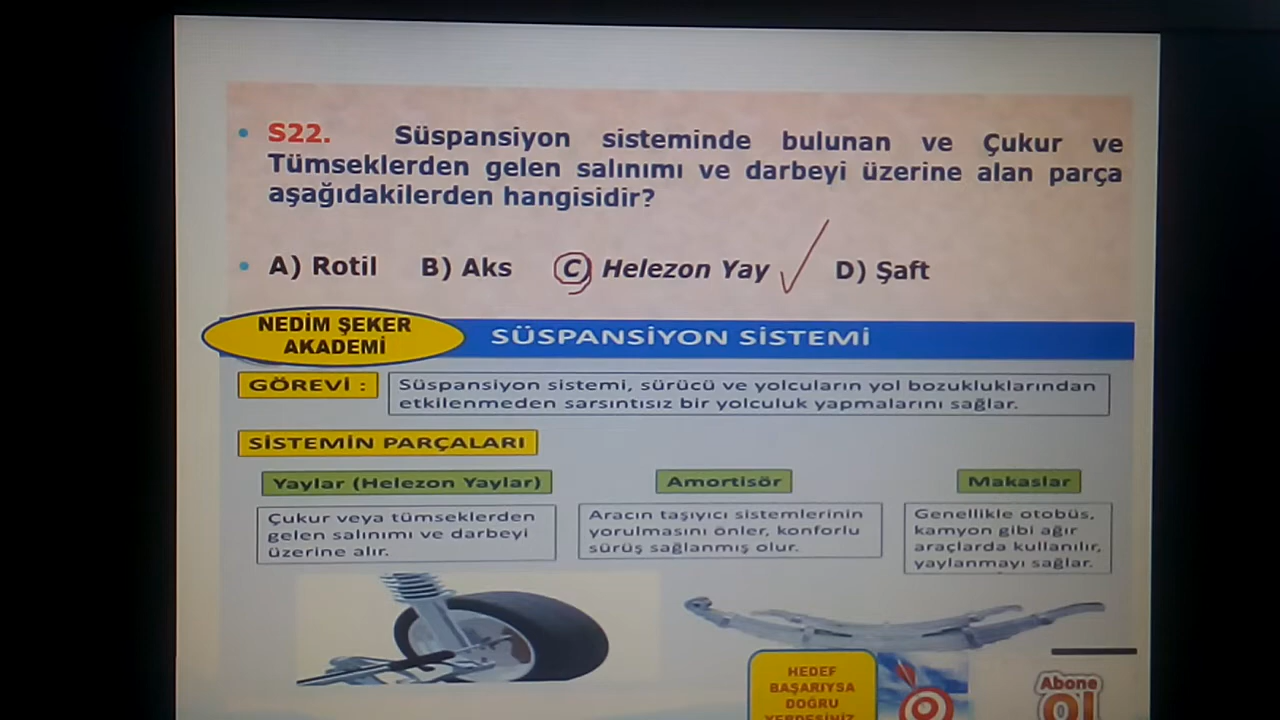 S22. Süspansiyon sisteminde bulunan ve Çukur ve
Tümseklerden gelen salınımı ve darbeyi üzerine alan parça
aşağıdakilerden hangisidir?
A) Rotil B) Aks C) Helezon Yay D) Şaft
NEDİM ŞEKER
AKADEMİ
SÜSPANSİYON SİSTEMİ
GÖREVİ :
Süspansiyon sistemi, sürücü ve yolcuların yol bozukluklarından
etkilenmeden sarsıntısız bir yolculuk yapmalarını sağlar.
SİSTEMİN PARÇALARI
Yaylar (Helezon Yaylar)
Çukur veya tümseklerden
gelen salınımı ve darbeyi
üzerine alır.
Amortisör
Aracın taşıyıcı sistemlerinin
yorulmasını önler, konforlu
sürüş sağlanmış olur.
Makaslar
Genellikle otobüs,
kamyon gibi ağır
araçlarda kullanılır,
yaylanmayı sağlar.
HEDEF
BAŞARIYSA
DOĞRU
YERDESİNİZ
Abone
Ol